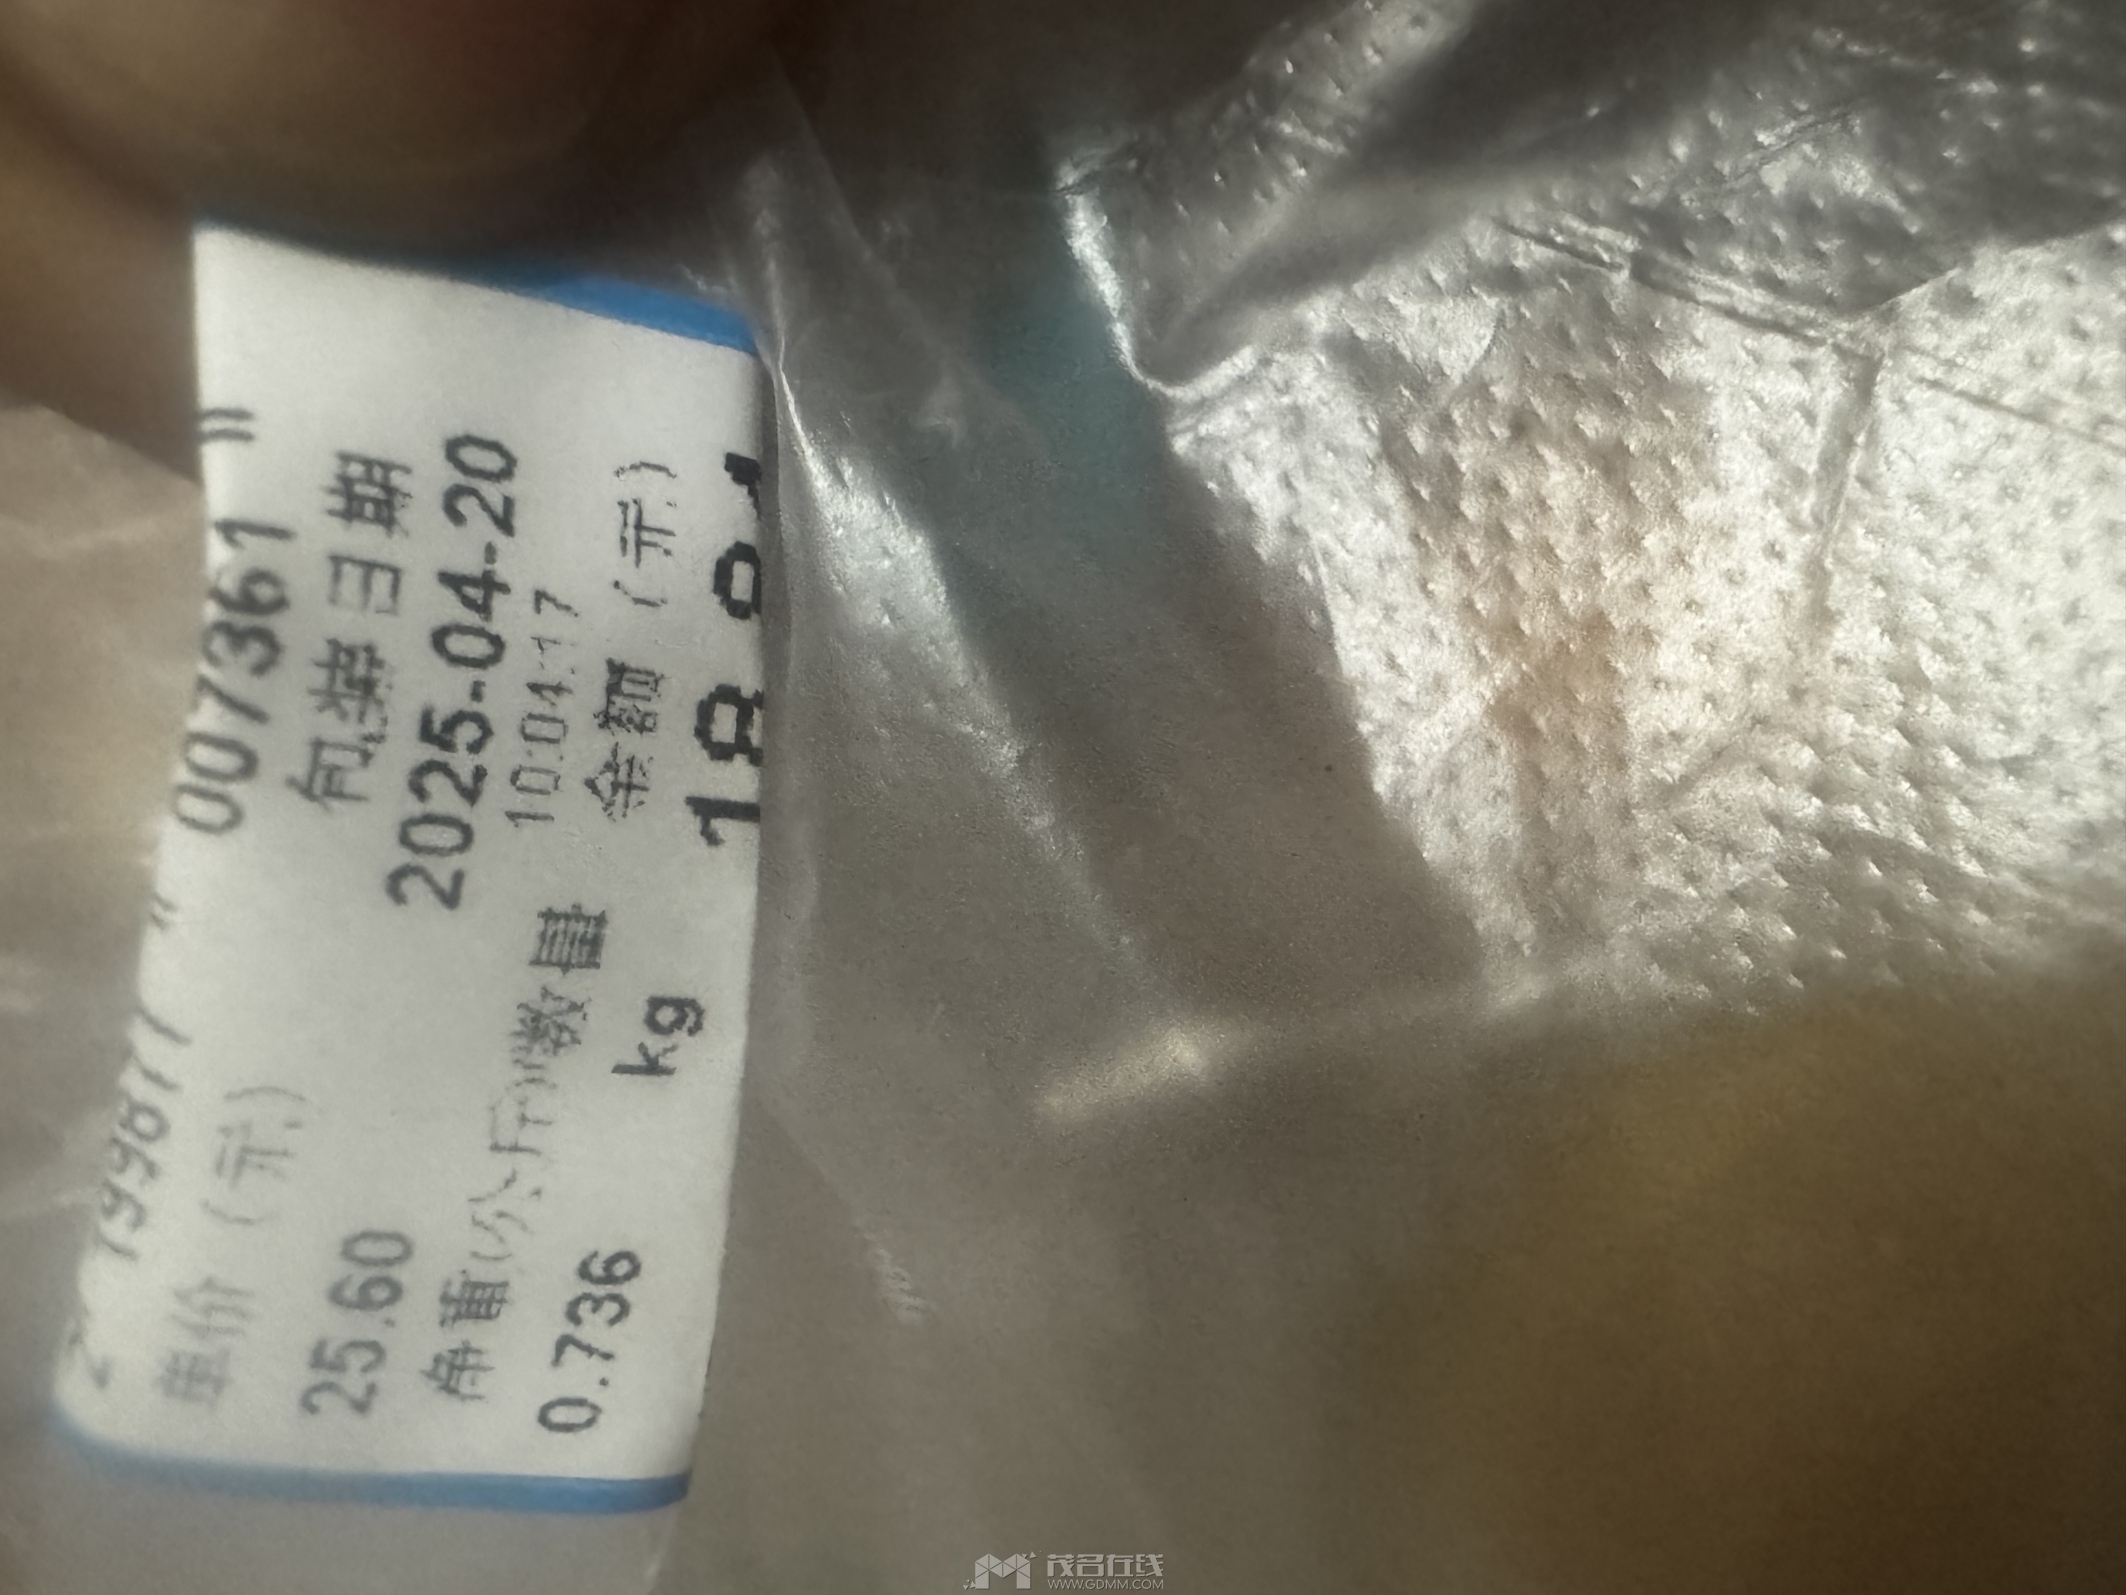 007361
包装日期
2025-04-20
10:04:17
单价（元）
金额（元）
25.60
净重(公斤)/数量
0.736
kg
茂名在线
WWW.GDMM.COM